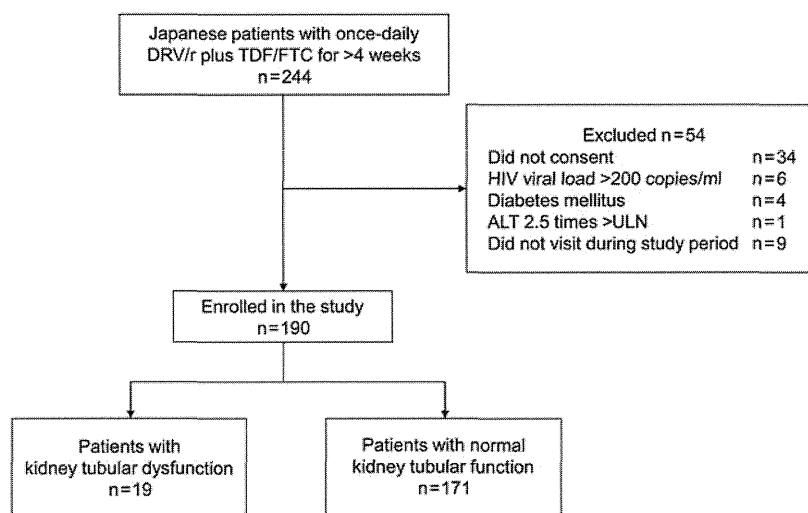 Japanese patients with once-daily
DRV/r plus TDF/FTC for >4 weeks
n=244
Excluded n=54
Did not consent n=34
HIV viral load >200 copies/ml n=6
Diabetes mellitus n=4
ALT 2.5 times >ULN n=1
Did not visit during study period n=9
Enrolled in the study
n=190
Patients with
kidney tubular dysfunction
n=19
Patients with normal
kidney tubular function
n=171